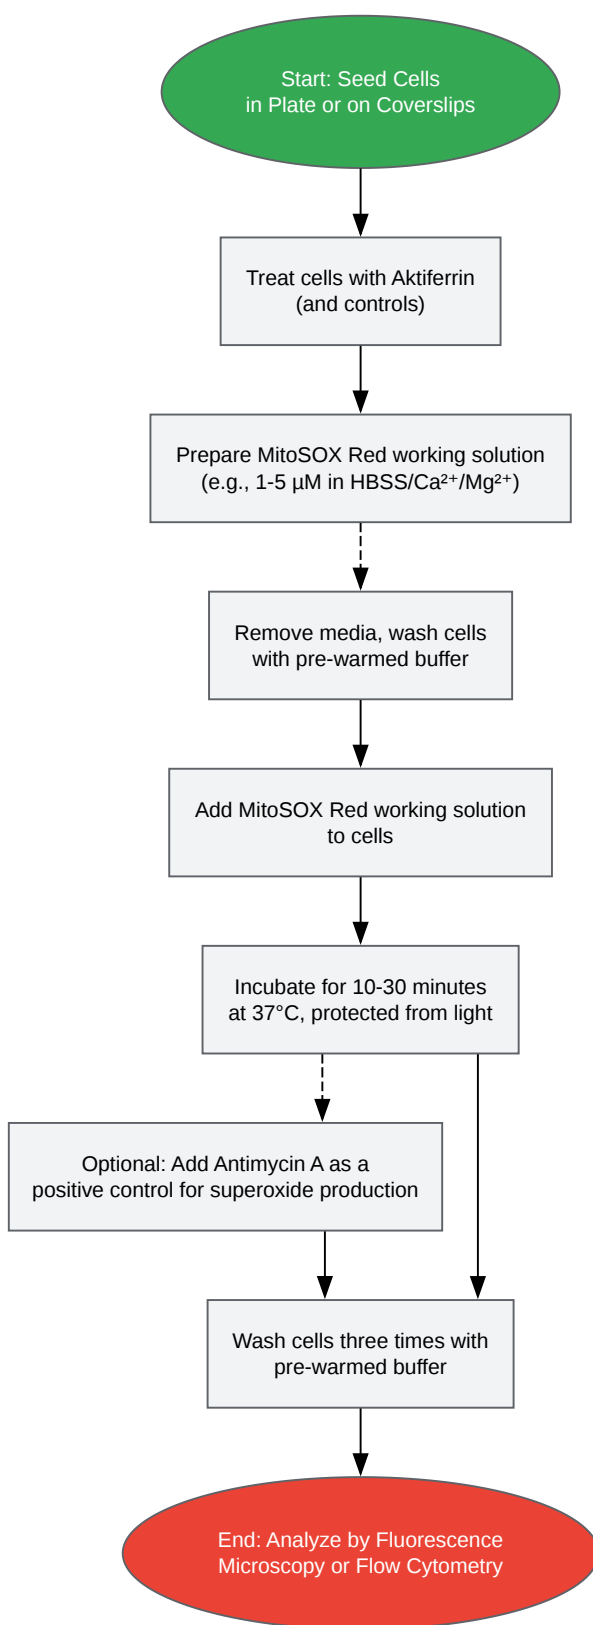 Start: Seed Cells
in Plate or on Coverslips
Treat cells with Aktiferrin
(and controls)
Prepare MitoSOX Red working solution
(e.g., 1-5 µM in HBSS/Ca²⁺/Mg²⁺)
Remove media, wash cells
with pre-warmed buffer
Add MitoSOX Red working solution
to cells
Incubate for 10-30 minutes
at 37°C, protected from light
Optional: Add Antimycin A as a
positive control for superoxide production
Wash cells three times with
pre-warmed buffer
End: Analyze by Fluorescence
Microscopy or Flow Cytometry